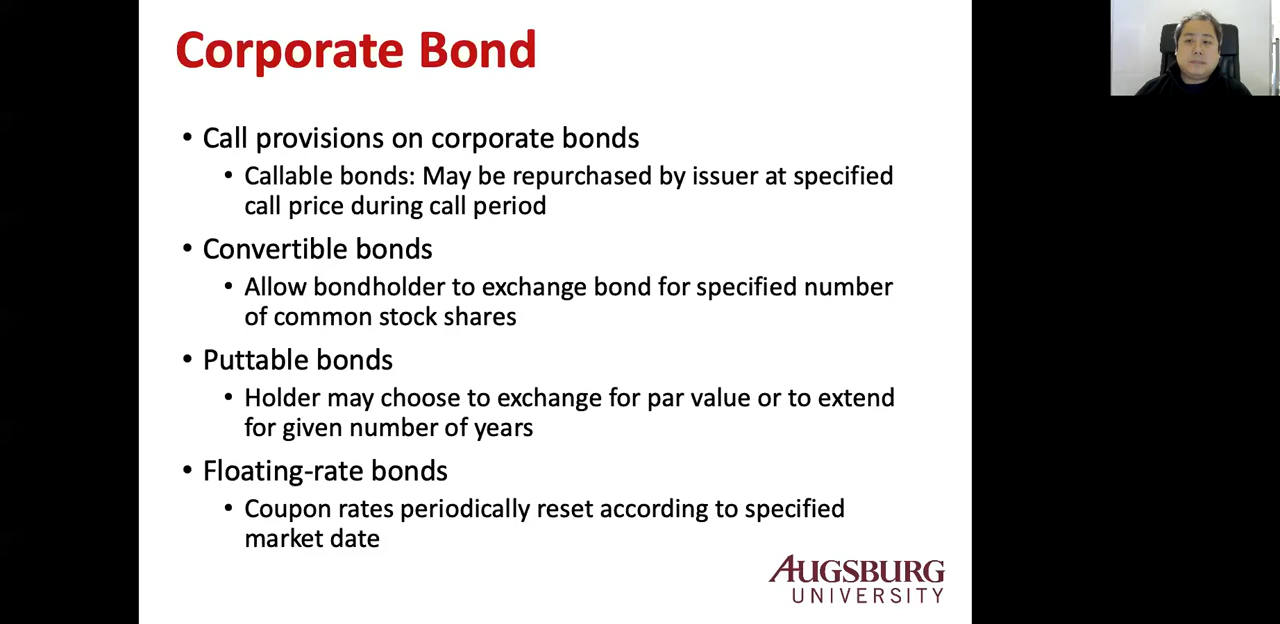 Corporate Bond
• Call provisions on corporate bonds
• Callable bonds: May be repurchased by issuer at specified
call price during call period
• Convertible bonds
• Allow bondholder to exchange bond for specified number
of common stock shares
• Puttable bonds
• Holder may choose to exchange for par value or to extend
for given number of years
• Floating-rate bonds
• Coupon rates periodically reset according to specified
market date
AUGSBURG
UNIVERSITY